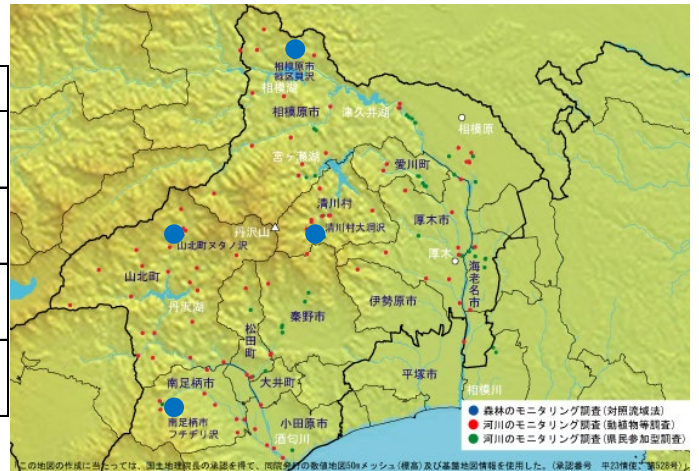 相模原市
緑区貝沢
相模湖
相模原市
津久井湖
相模原
宮ヶ瀬湖
愛川町
清川村
厚木市
丹沢山
清川村大洞沢
山北町ヌタノ沢
厚木
海老名市
山北町
丹沢湖
伊勢原市
秦野市
松田町
南足柄市
大井町
平塚市
相模川
南足柄市
フチヂリ沢
小田原市
酒匂川
森林のモニタリング調査(対照流域法)
河川のモニタリング調査(動植物等調査)
河川のモニタリング調査(県民参加型調査)
この地図の作成に当たっては、国土地理院長の承認を得て、同院発行の数値地図50mメッシュ(標高)及び基盤地図情報を使用した。(承認番号 平23情使、第528号)